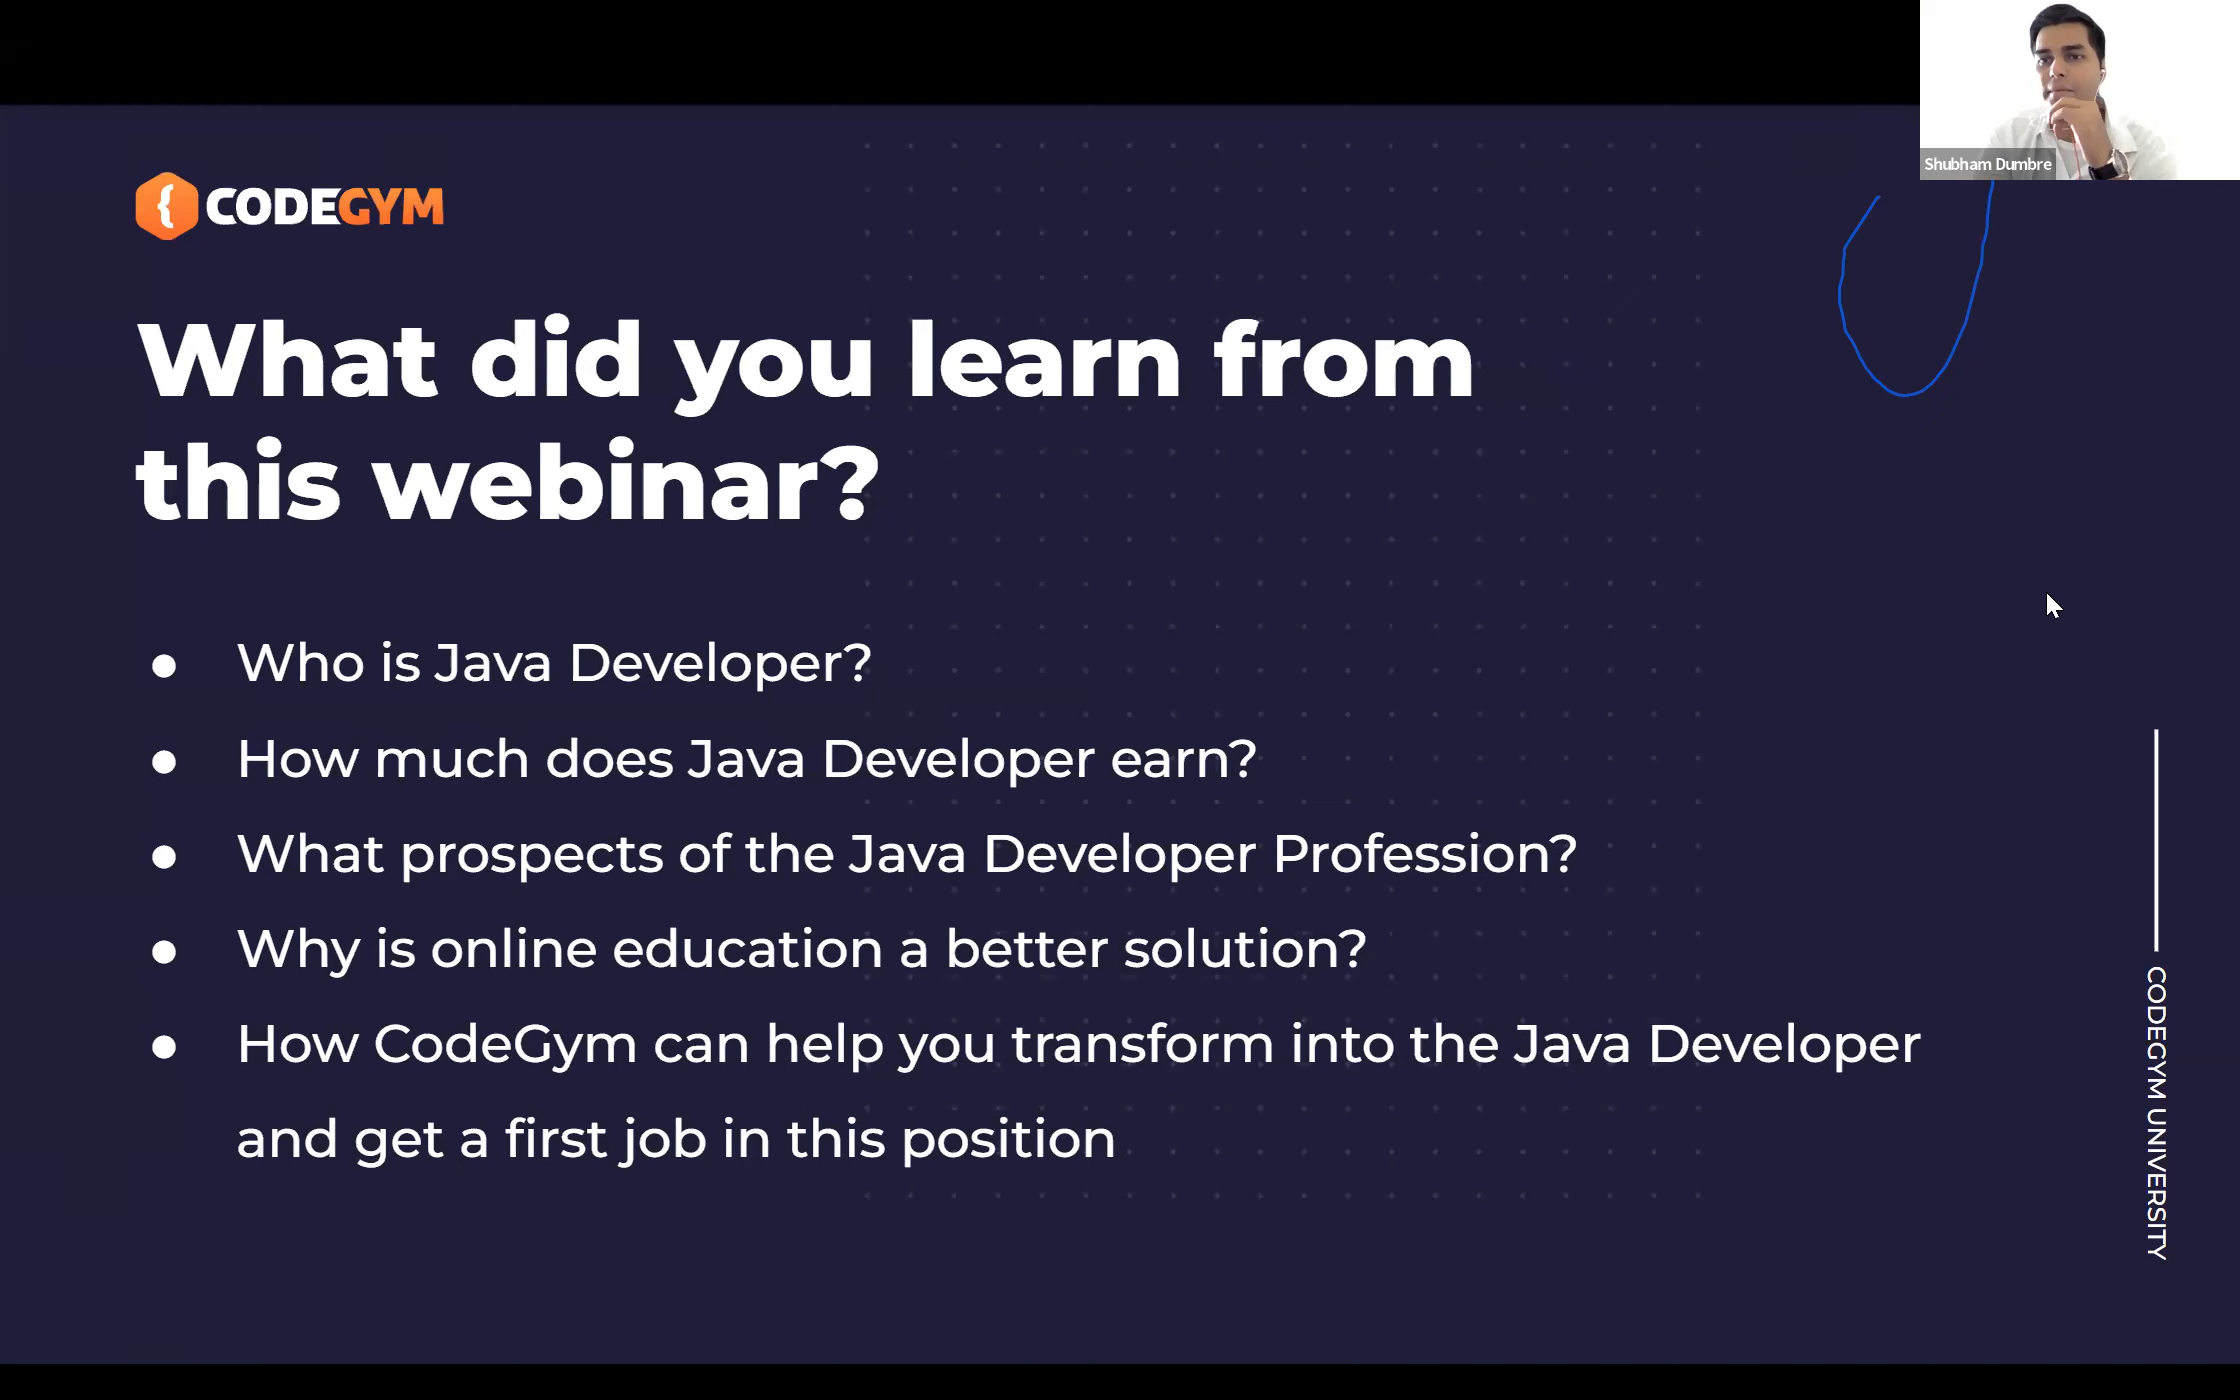 Shubham Dumbre
CODEGYM
What did you learn from
this webinar?
● Who is Java Developer?
● How much does Java Developer earn?
● What prospects of the Java Developer Profession?
● Why is online education a better solution?
● How CodeGym can help you transform into the Java Developer
and get a first job in this position
CODEGYM UNIVERSITY